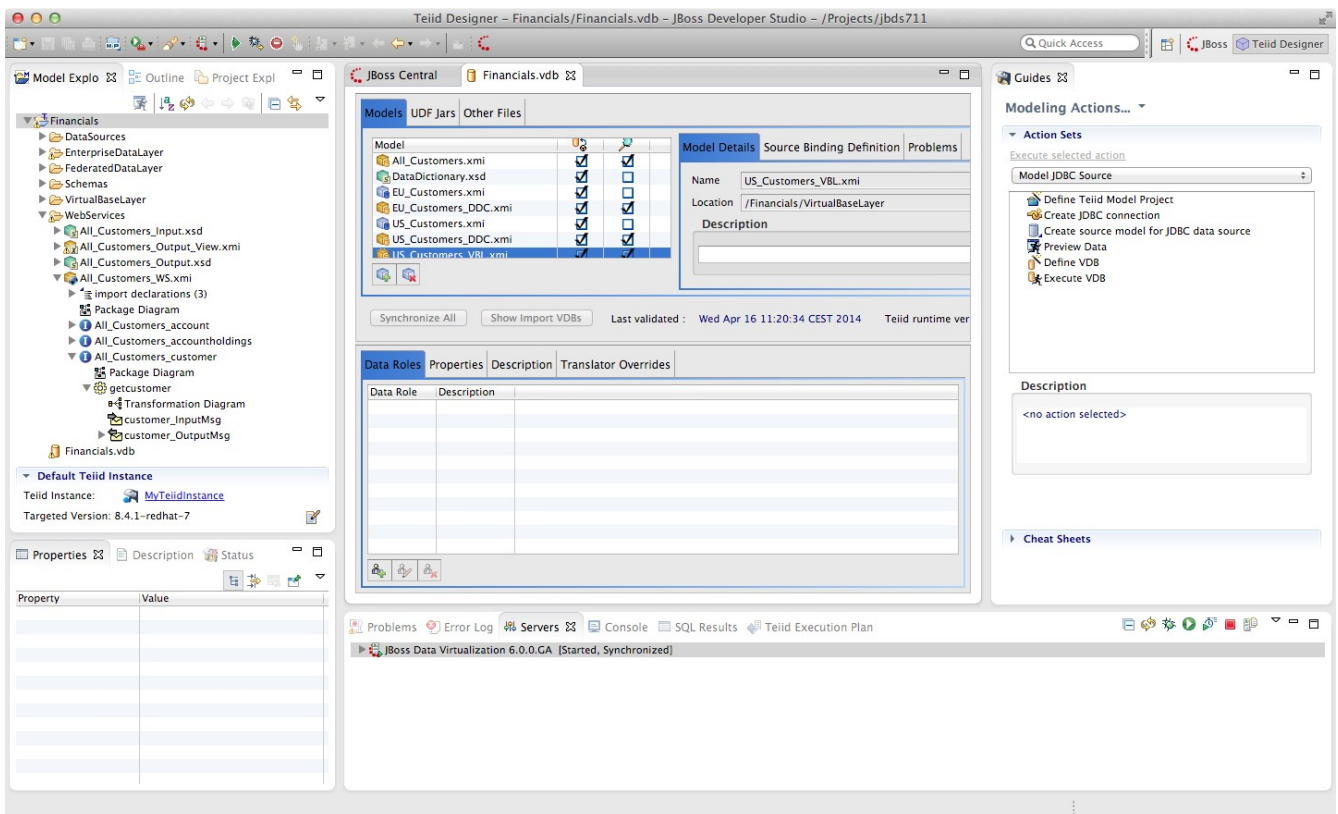 Teiid Designer – Financials/Financials.vdb – JBoss Developer Studio – /Projects/jbds711
Quick Access
JBoss
Teiid Designer
Model Explo
Outline
Project Expl
Financials
DataSources
EnterpriseDataLayer
FederatedDataLayer
Schemas
VirtualBaseLayer
WebServices
All_Customers_Input.xsd
All_Customers_Output_View.xmi
All_Customers_Output.xsd
All_Customers_WS.xmi
import declarations (3)
Package Diagram
All_Customers_account
All_Customers_accountholdings
All_Customers_customer
Package Diagram
getcustomer
Transformation Diagram
customer_InputMsg
customer_OutputMsg
Financials.vdb
Default Teiid Instance
Teiid Instance: MyTeiidInstance
Targeted Version: 8.4.1-redhat-7
Properties
Description
Status
Property Value
JBoss Central
Financials.vdb
Models UDF Jars Other Files
Model
All_Customers.xmi
DataDictionary.xsd
EU_Customers.xmi
EU_Customers_DDC.xmi
US_Customers.xmi
US_Customers_DDC.xmi
US_Customers_VBL.xmi
Model Details Source Binding Definition Problems
Name US_Customers_VBL.xmi
Location /Financials/VirtualBaseLayer
Description
Synchronize All Show Import VDBs Last validated : Wed Apr 16 11:20:34 CEST 2014 Teiid runtime ver
Data Roles Properties Description Translator Overrides
Data Role Description
Guides
Modeling Actions...
Action Sets
Execute selected action
Model JDBC Source
Define Teiid Model Project
Create JDBC connection
Create source model for JDBC data source
Preview Data
Define VDB
Execute VDB
Description
<no action selected>
Cheat Sheets
Problems Error Log Servers Console SQL Results Teiid Execution Plan
JBoss Data Virtualization 6.0.0.GA [Started, Synchronized]